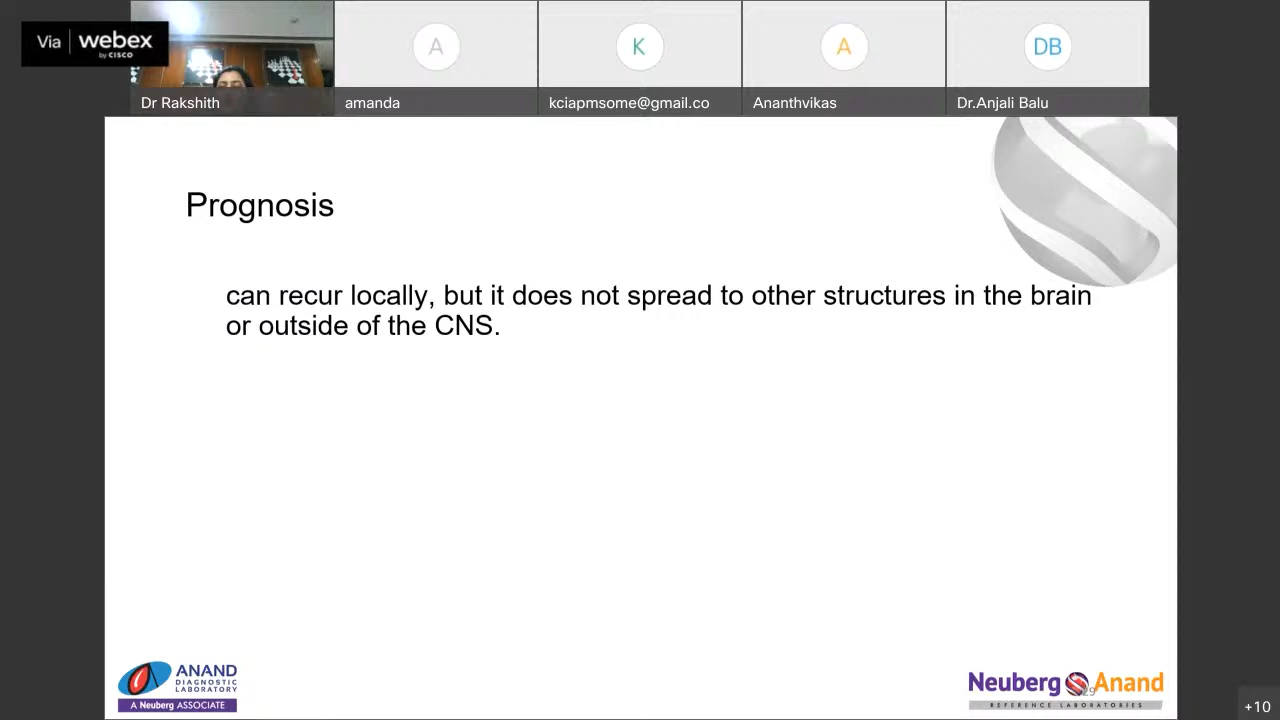 Via webex
by CISCO
A
K
A
DB
Dr Rakshith
amanda
kciapmsome@gmail.co
Ananthvikas
Dr.Anjali Balu
Prognosis
can recur locally, but it does not spread to other structures in the brain
or outside of the CNS.
ANAND
DIAGNOSTIC
LABORATORY
A Neuberg ASSOCIATE
Neuberg Anand
29
REFERENCE LABORATORIES
+10